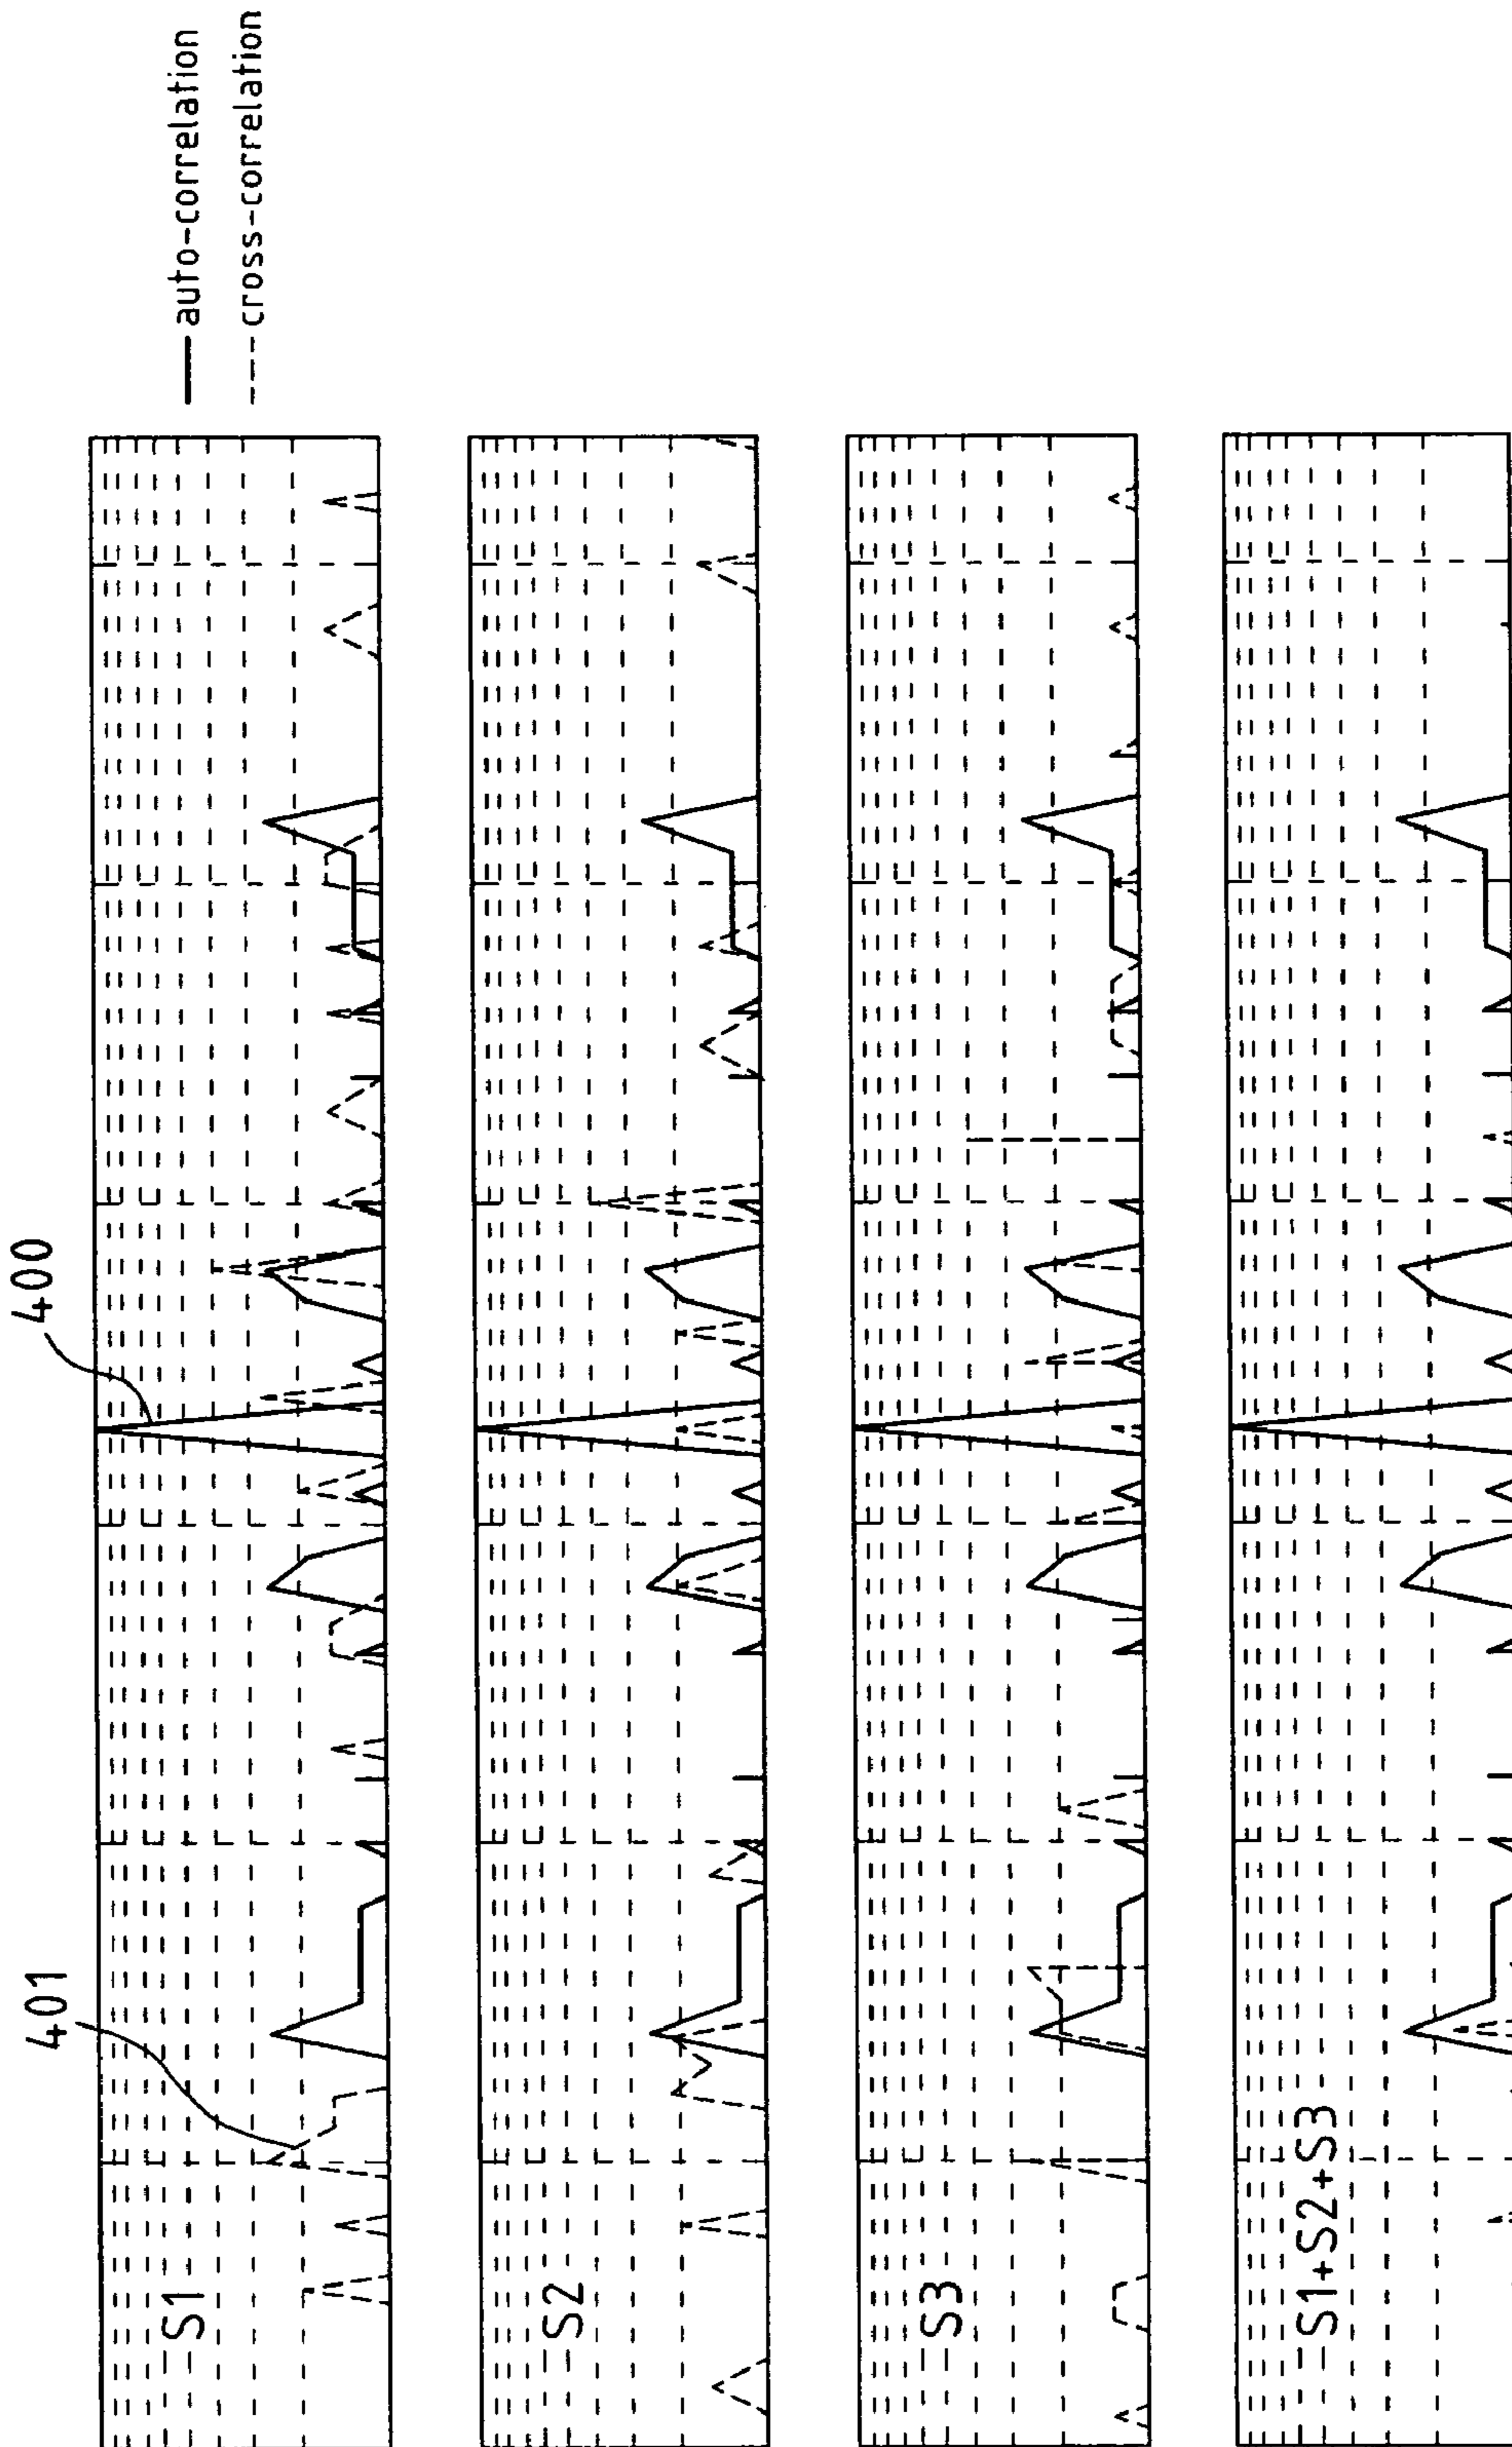 auto-correlation
cross-correlation
400
401
S1
S2
S3
S1+S2+S3